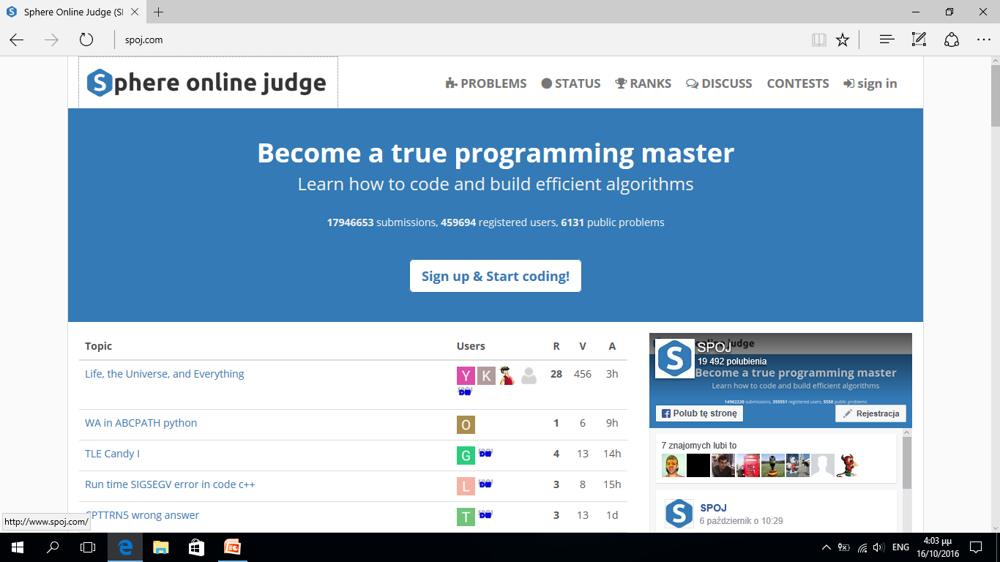 Sphere Online Judge (S
spoj.com
Sphere online judge
PROBLEMS STATUS RANKS DISCUSS CONTESTS sign in
Become a true programming master
Learn how to code and build efficient algorithms
17946653 submissions, 459694 registered users, 6131 public problems
Sign up & Start coding!
Topic Users R V A
Life, the Universe, and Everything Y K 28 456 3h
WA in ABCPATH python O 1 6 9h
TLE Candy I G 4 13 14h
Run time SIGSEGV error in code c++ L 3 8 15h
CPTTRN5 wrong answer T 3 13 1d
online judge
SPOJ
19 492 polubienia
Become a true programming master
Learn how to code and build efficient algorithms
14982220 submissions, 355551 registered users, 5558 public problems
Polub tę stronę Rejestracja
7 znajomych lubi to
SPOJ
6 październik o 10:29
http://www.spoj.com/
ENG
4:03 μμ
16/10/2016